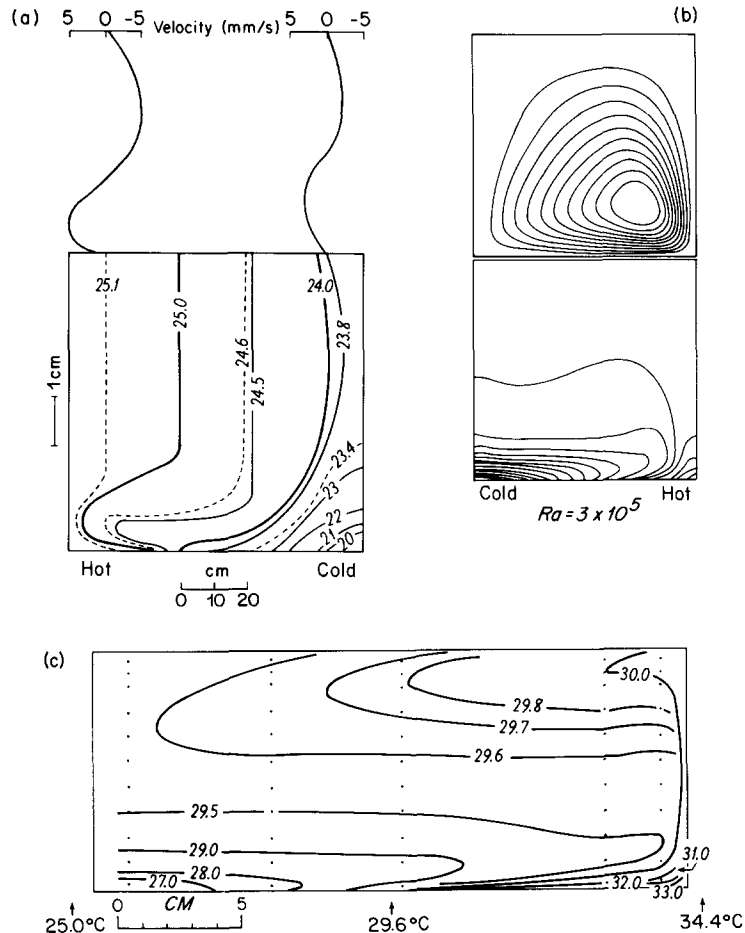 (a)
5 0 -5
Velocity (mm/s)
5 0 -5
(b)
25.1
25.0
24.6
24.5
24.0
23.8
23.4
23
22
21
20
1cm
Hot
cm
Cold
0 10 20
Cold
Hot
Ra = 3 x 10^5
(c)
30.0
29.8
29.7
29.6
29.5
29.0
28.0
27.0
31.0
32.0
33.0
0 CM 5
25.0°C
29.6°C
34.4°C